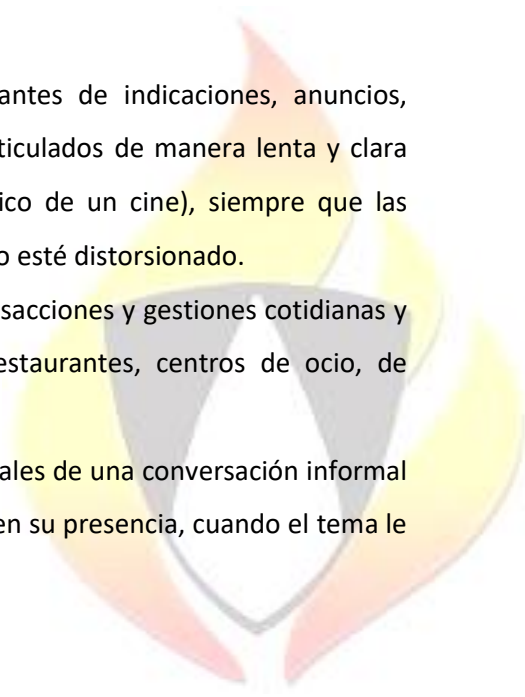 antes de indicaciones, anuncios,
ticulados de manera lenta y clara
ico de un cine), siempre que las
o esté distorsionado.
sacciones y gestiones cotidianas y
estaurantes, centros de ocio, de
ales de una conversación informal
en su presencia, cuando el tema le